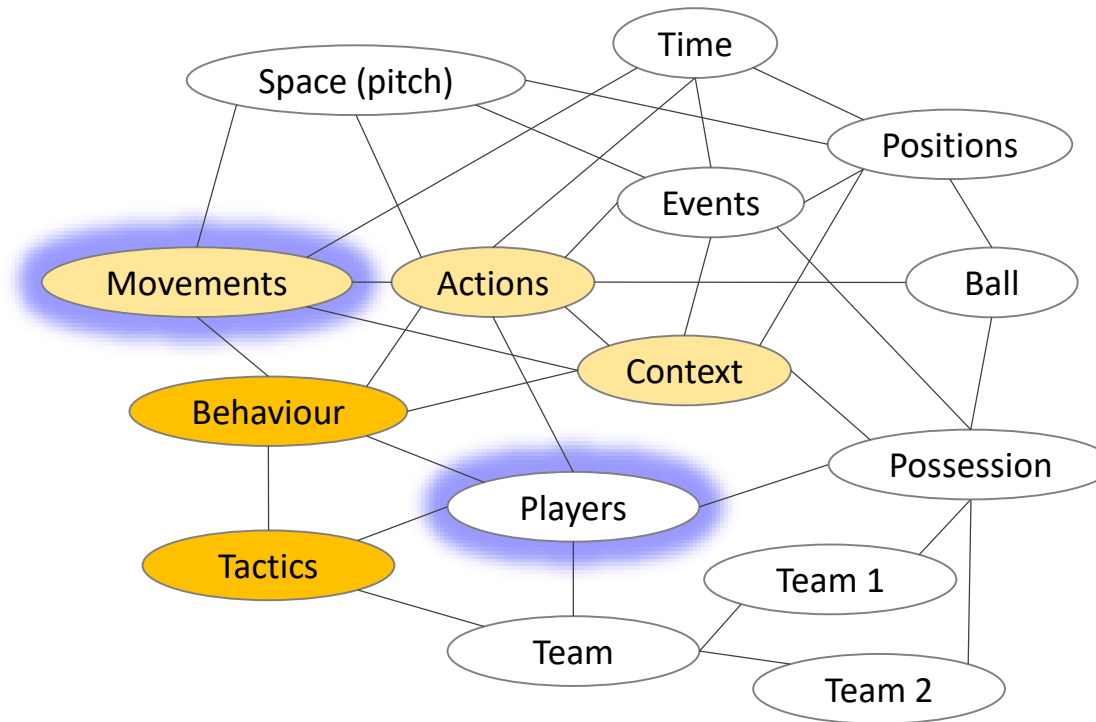 Time
Space (pitch)
Positions
Events
Movements
Actions
Ball
Context
Behaviour
Possession
Players
Tactics
Team 1
Team
Team 2